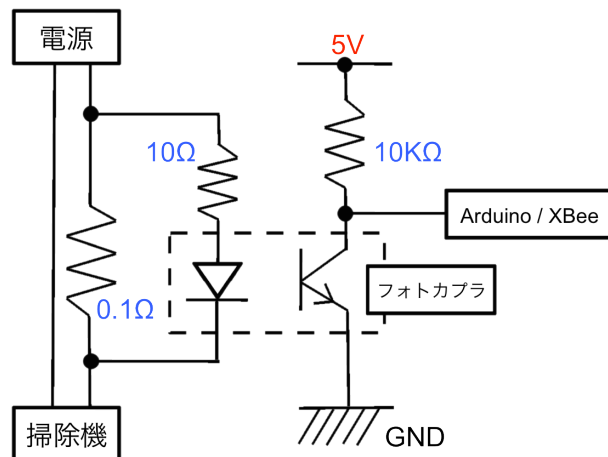 電源
5V
10Ω
10KΩ
Arduino / XBee
フォトカプラ
0.1Ω
掃除機
GND